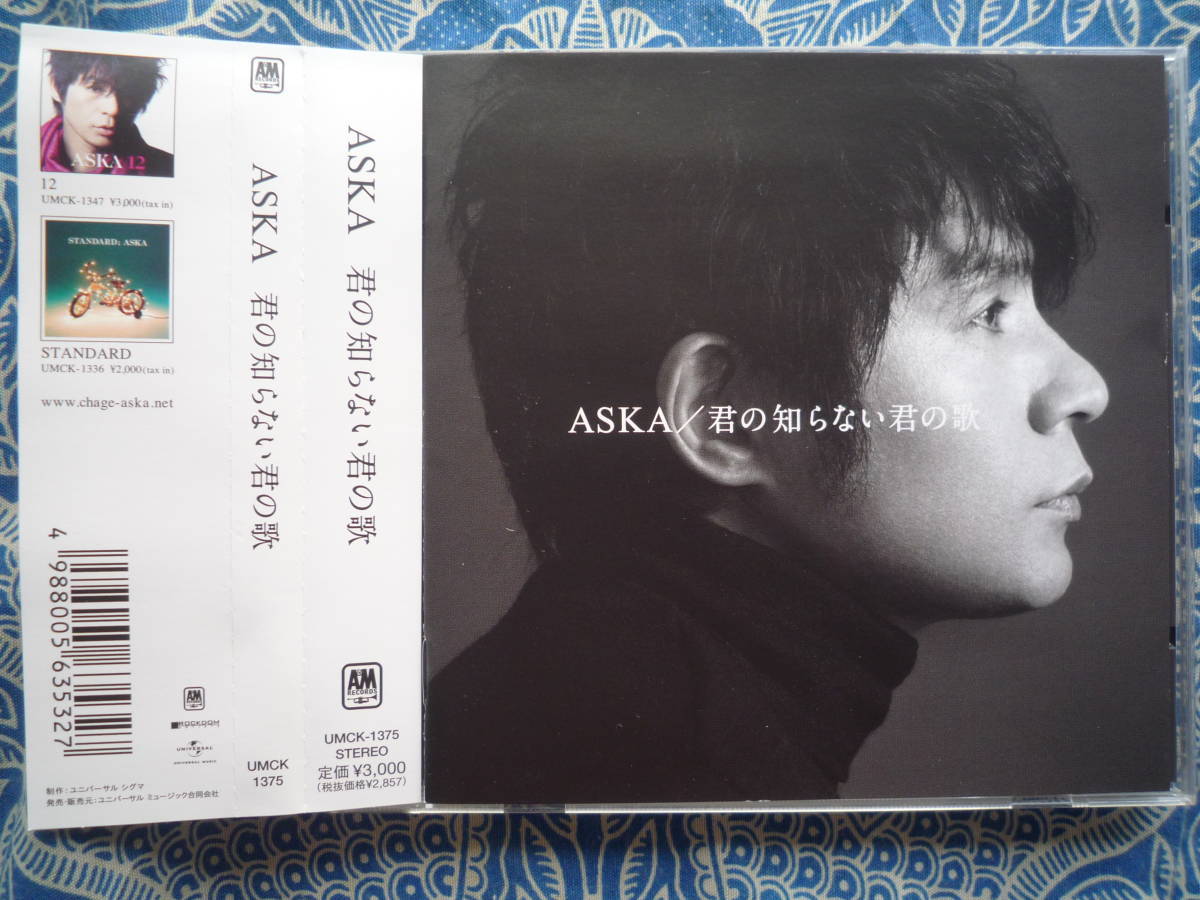 ASKA 12
12
UMCK-1347 ¥3,000(tax in)
STANDARD: ASKA
STANDARD
UMCK-1336 ¥2,000(tax in)
www.chage-aska.net
4 988005 635327
A&M
RECORDS
ROCKDOM
UNIVERSAL
UNIVERSAL MUSIC
制作:ユニバーサル シグマ
発売・販売元:ユニバーサル ミュージック合同会社
A&M
RECORDS
ASKA 君の知らない君の歌
UMCK
1375
ASKA 君の知らない君の歌
A&M
RECORDS
UMCK-1375
STEREO
定価 ¥3,000
(税抜価格¥2,857)
ASKA/君の知らない君の歌